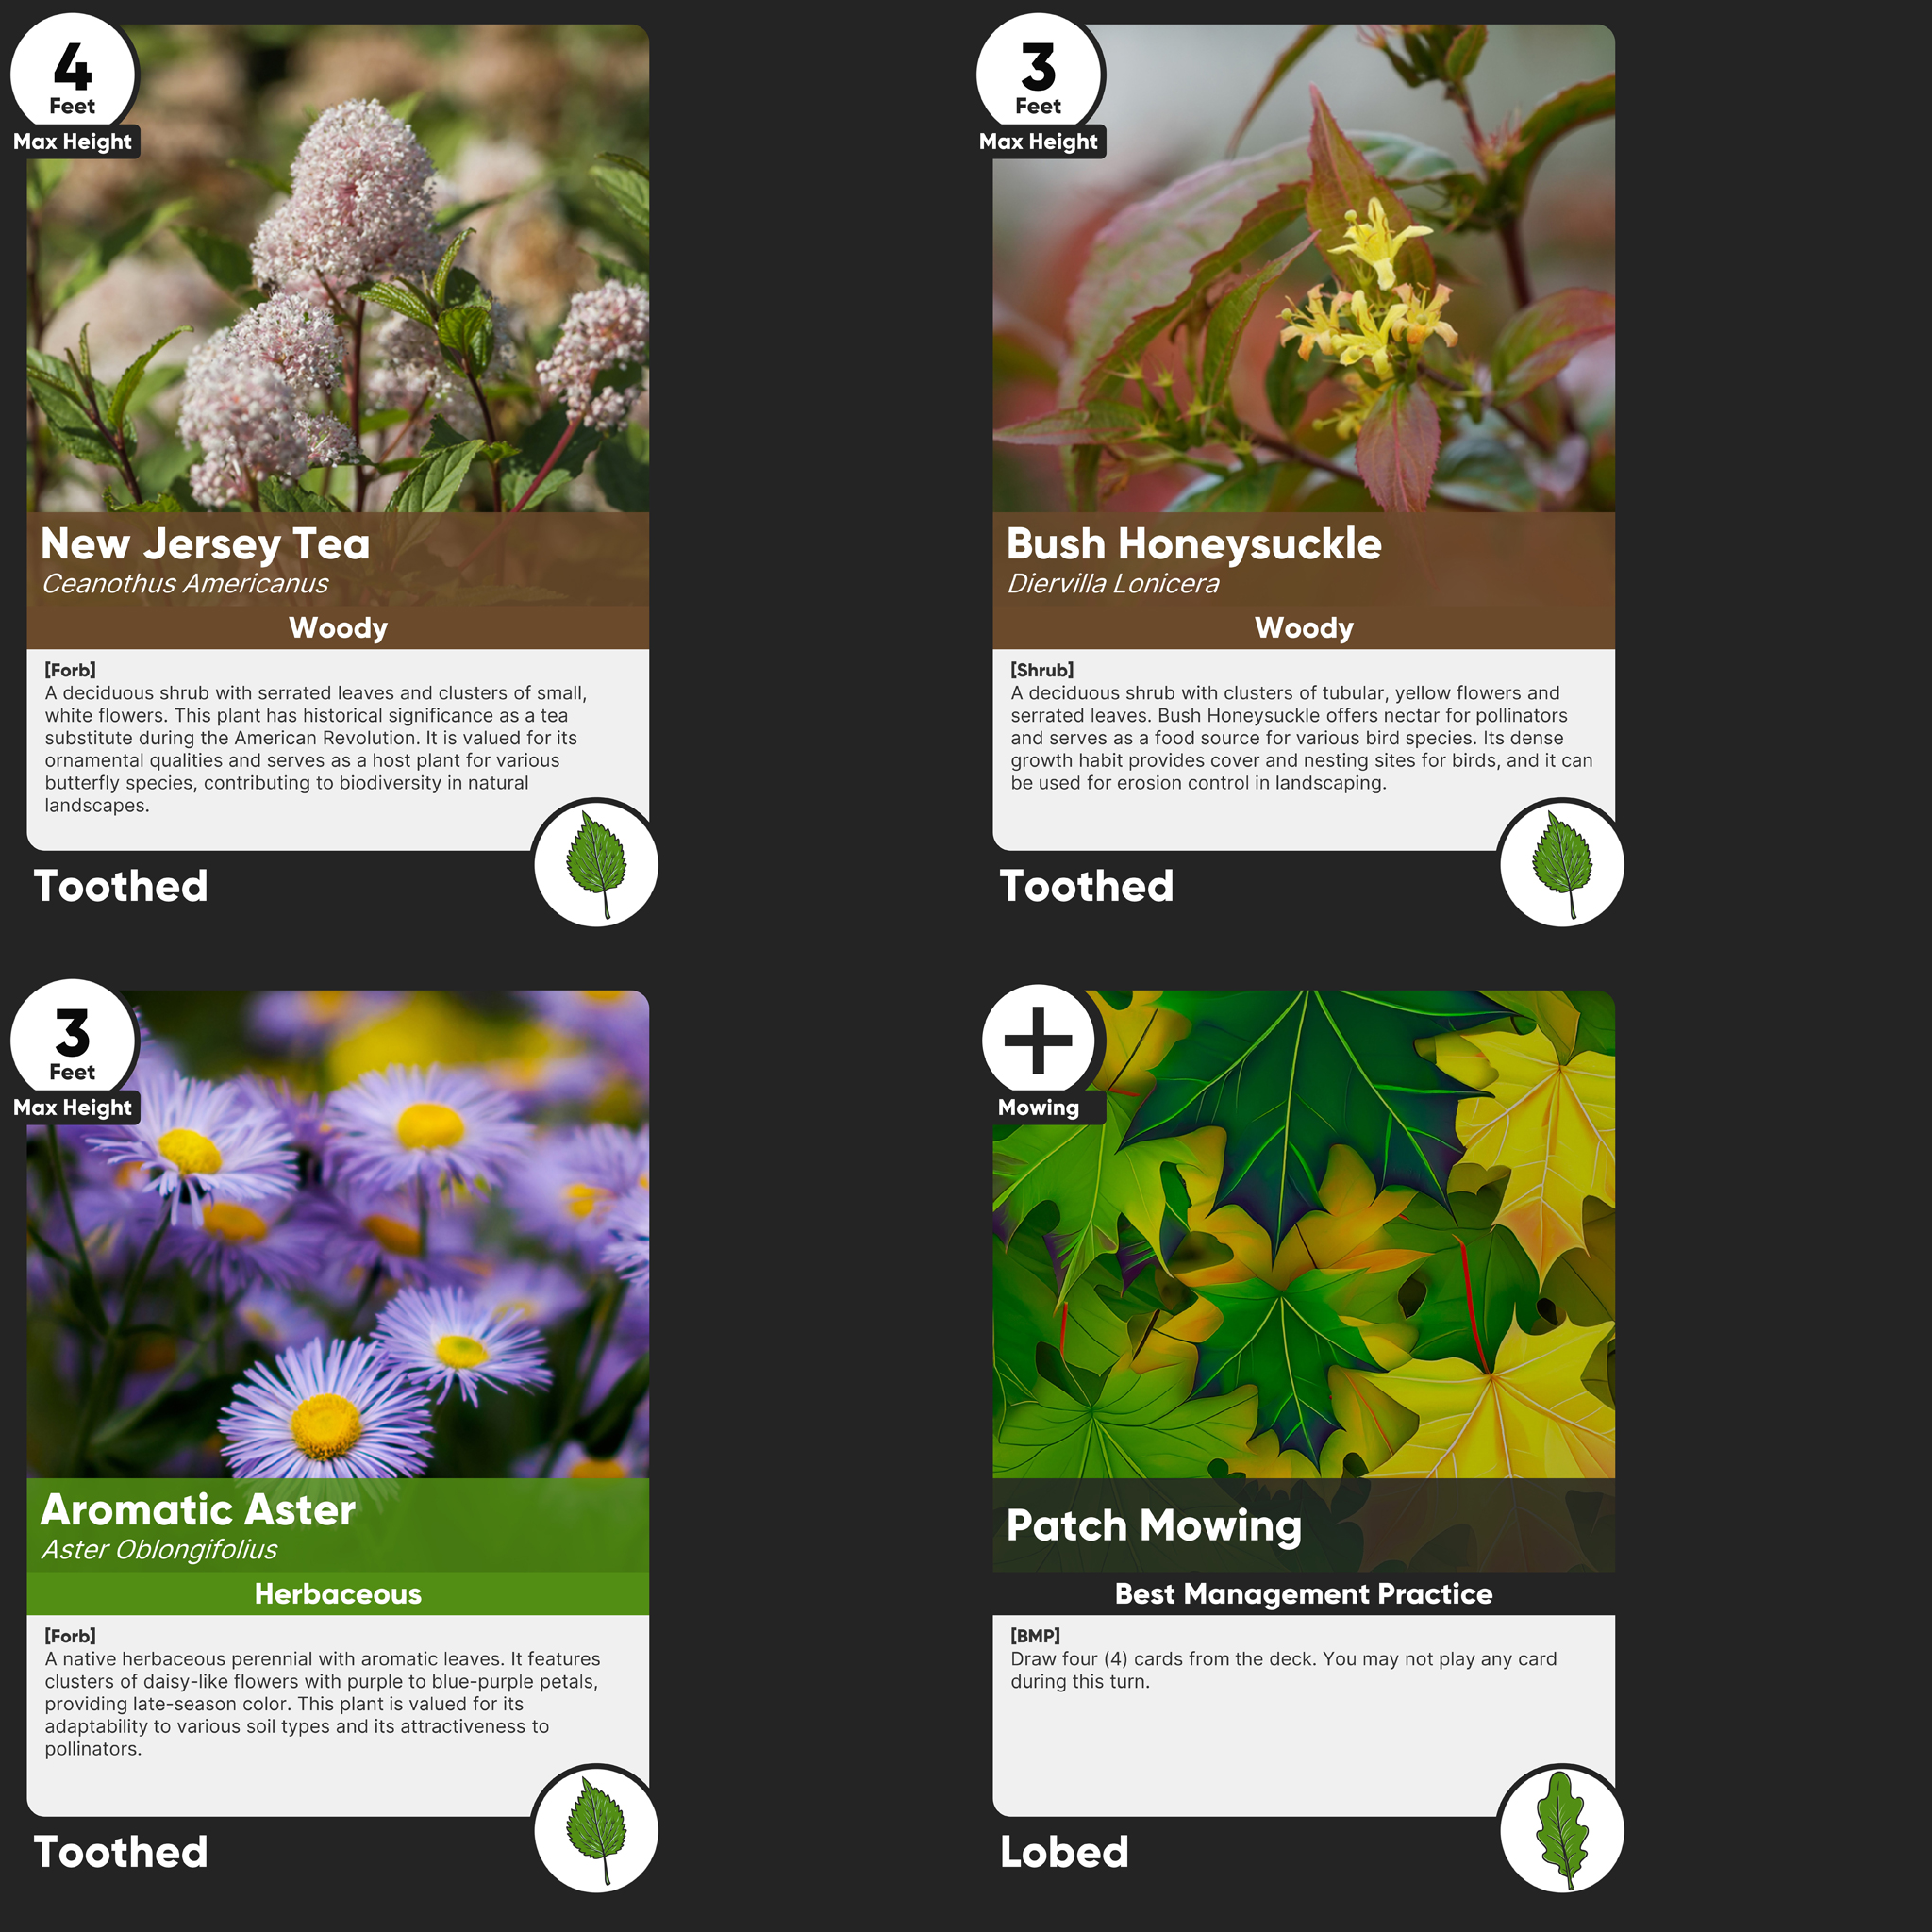 4
Feet
Max Height
New Jersey Tea
Ceanothus Americanus
Woody
[Forb]
A deciduous shrub with serrated leaves and clusters of small,
white flowers. This plant has historical significance as a tea
substitute during the American Revolution. It is valued for its
ornamental qualities and serves as a host plant for various
butterfly species, contributing to biodiversity in natural
landscapes.
Toothed
3
Feet
Max Height
Bush Honeysuckle
Diervilla Lonicera
Woody
[Shrub]
A deciduous shrub with clusters of tubular, yellow flowers and
serrated leaves. Bush Honeysuckle offers nectar for pollinators
and serves as a food source for various bird species. Its dense
growth habit provides cover and nesting sites for birds, and it can
be used for erosion control in landscaping.
Toothed
3
Feet
Max Height
Aromatic Aster
Aster Oblongifolius
Herbaceous
[Forb]
A native herbaceous perennial with aromatic leaves. It features
clusters of daisy-like flowers with purple to blue-purple petals,
providing late-season color. This plant is valued for its
adaptability to various soil types and its attractiveness to
pollinators.
Toothed
+
Mowing
Patch Mowing
Best Management Practice
[BMP]
Draw four (4) cards from the deck. You may not play any card
during this turn.
Lobed